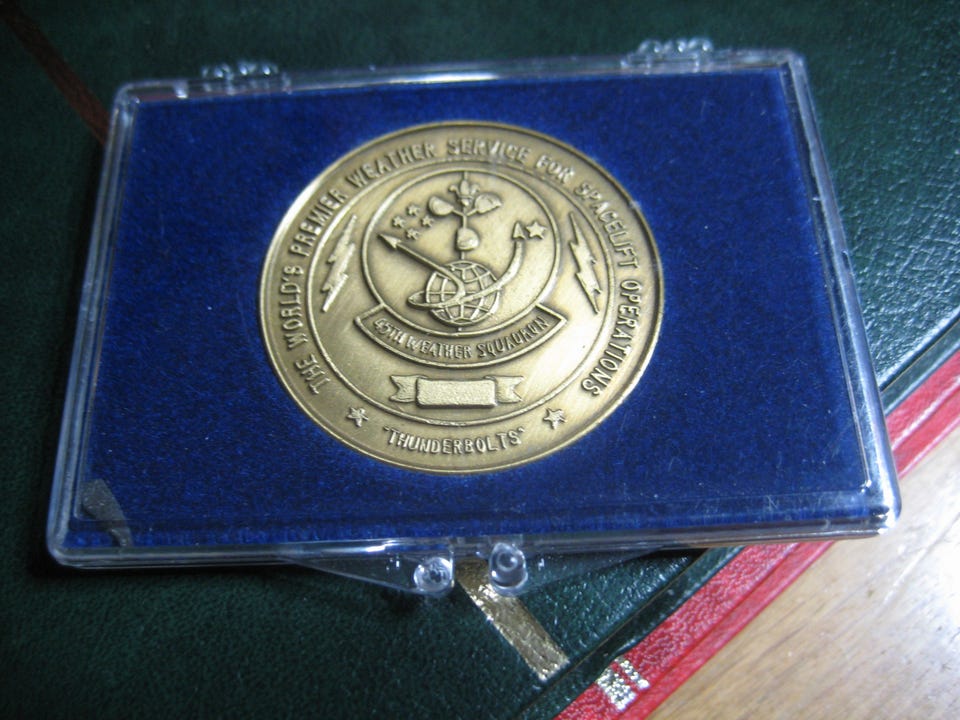 THE WORLD'S PREMIER WEATHER SERVICE FOR SPACELIFT OPERATIONS
45TH WEATHER SQUADRON
"THUNDERBOLTS"